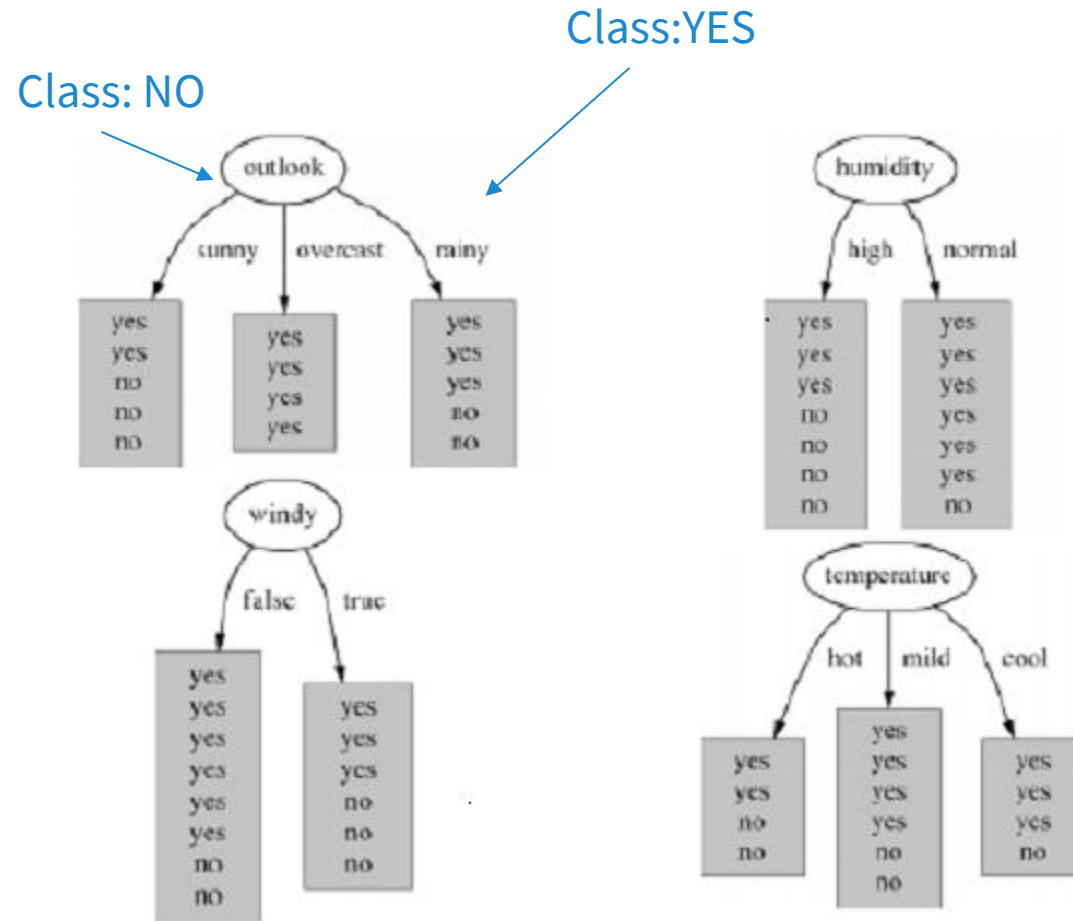 Class:YES
Class: NO
outlook
sunny overcast rainy
yes
yes
no
no
no
yes
yes
yes
yes
yes
yes
yes
no
no
humidity
high normal
yes
yes
yes
no
no
no
no
yes
yes
yes
yes
yes
yes
no
windy
false true
yes
yes
yes
yes
yes
yes
no
no
yes
yes
yes
no
no
no
temperature
hot mild cool
yes
yes
no
no
yes
yes
yes
yes
no
no
yes
yes
yes
no